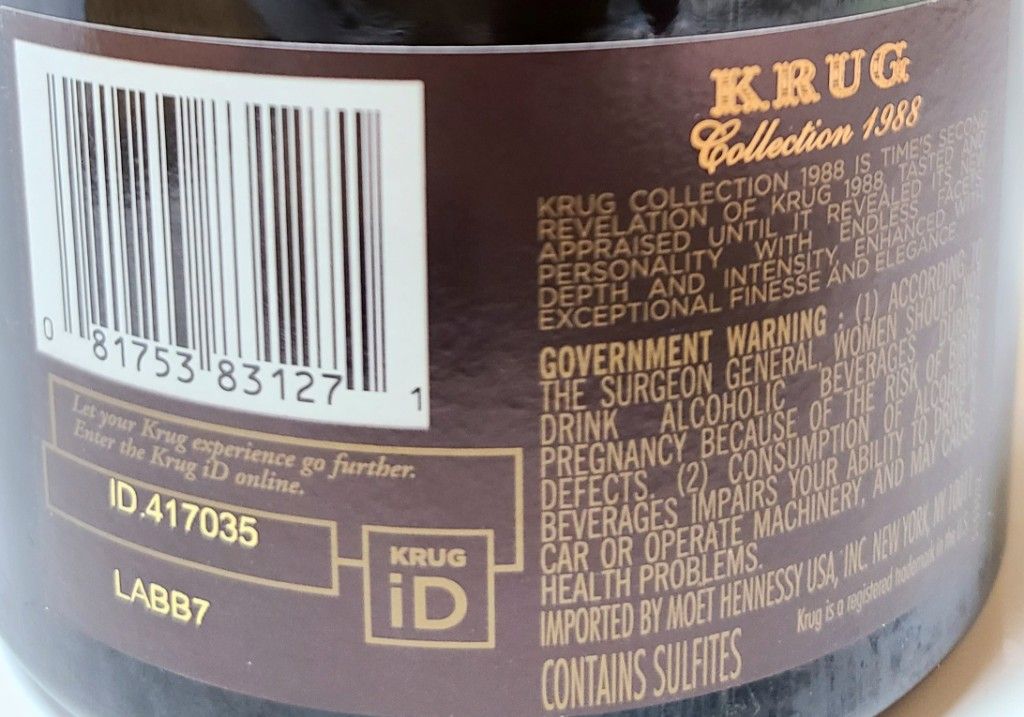 0 81753 83127 1
Let your Krug experience go further.
Enter the Krug iD online.
ID.417035
LABB7
KRUG
iD
KRUG
Collection 1988
KRUG COLLECTION 1988 IS TIME'S SECOND
REVELATION OF KRUG 1988, TASTED AND
APPRAISED UNTIL IT REVEALED ITS NEW
PERSONALITY WITH ENDLESS FACETS,
DEPTH AND INTENSITY, ENHANCED WITH
EXCEPTIONAL FINESSE AND ELEGANCE
GOVERNMENT WARNING : (1) ACCORDING TO
THE SURGEON GENERAL, WOMEN SHOULD NOT
DRINK ALCOHOLIC BEVERAGES DURING
PREGNANCY BECAUSE OF THE RISK OF BIRTH
DEFECTS. (2) CONSUMPTION OF ALCOHOLIC
BEVERAGES IMPAIRS YOUR ABILITY TO DRIVE A
CAR OR OPERATE MACHINERY, AND MAY CAUSE
HEALTH PROBLEMS.
IMPORTED BY MOET HENNESSY USA, INC. NEW YORK, NY
Krug is a registered trademark in the U.S.
CONTAINS SULFITES